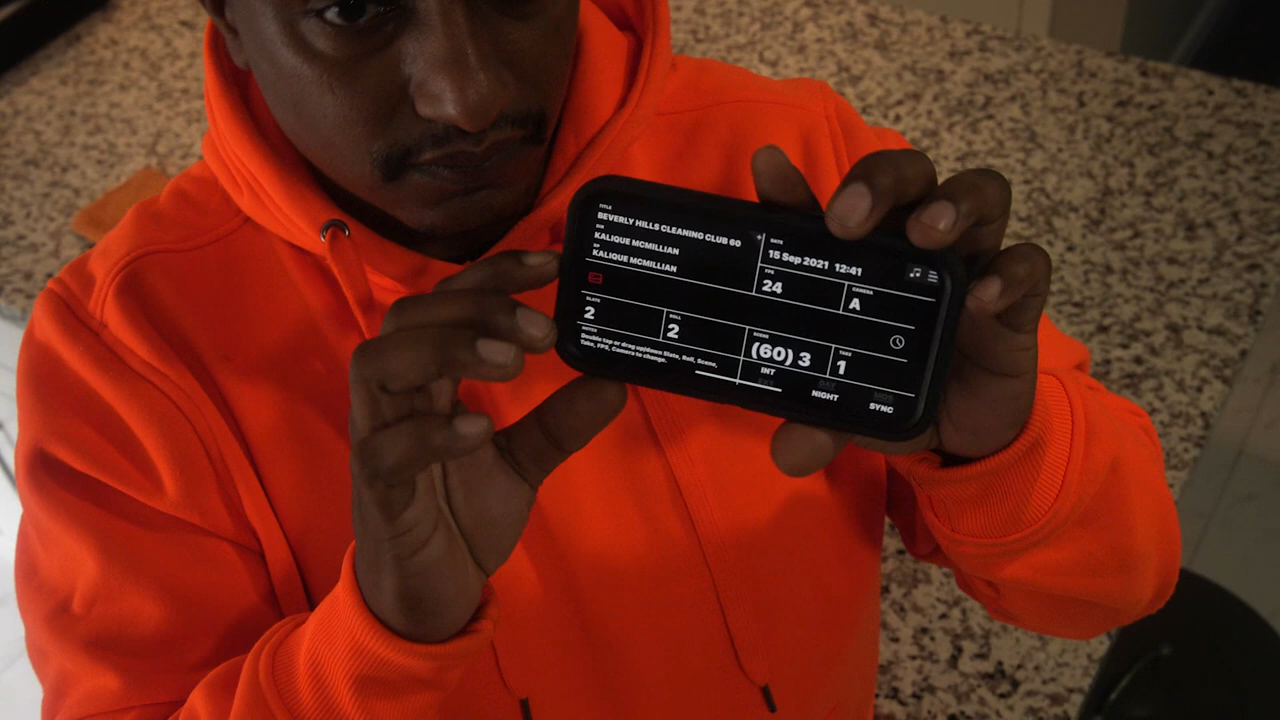 TITLE
BEVERLY HILLS CLEANING CLUB 60
DIR
KALIQUE MCMILLIAN
DP
KALIQUE MCMILLIAN
DATE
15 Sep 2021 12:41
FPS
24
CAMERA
A
SLATE
2
ROLL
2
SCENE
(60) 3
TAKE
1
NOTES
Double tap or drag up/down Slate, Roll, Scene,
Take, FPS, Camera to change.
INT
EXT
DAY
NIGHT
MOS
SYNC